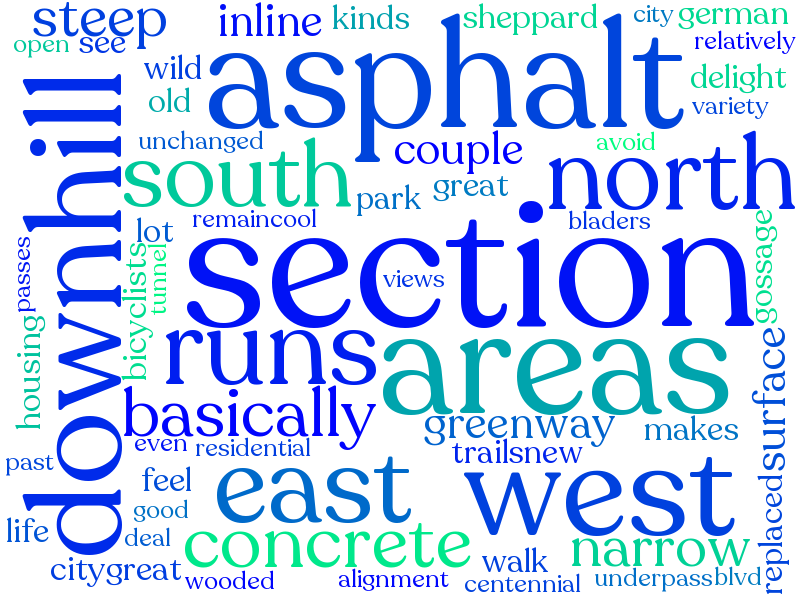 steep
inline
kinds
sheppard
city
german
open
see
relatively
wild
asphalt
delight
old
variety
downhill
unchanged
couple
avoid
south
park
great
north
lot
remaincool
bladers
passes
bicyclists
tunnel
section
views
gossage
housing
runs
areas
surface
basically
greenway
makes
even
residential
trailsnew
past
feel
east
west
replaced
good
life
deal
concrete
narrow
citygreat
wooded
alignment
walk
centennial
underpass
blvd